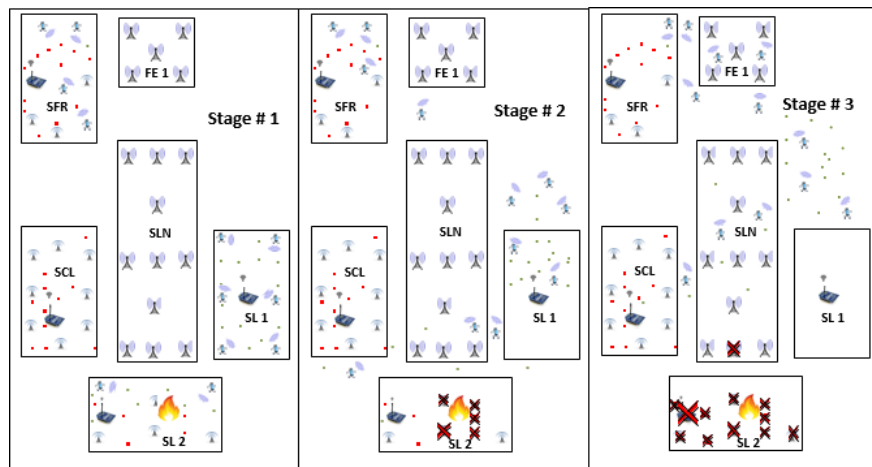 FE 1
SFR
Stage # 1
SLN
SCL
SL 1
SL 2
FE 1
SFR
Stage # 2
SLN
SCL
SL 1
SL 2
FE 1
SFR
Stage # 3
SLN
SCL
SL 1
SL 2